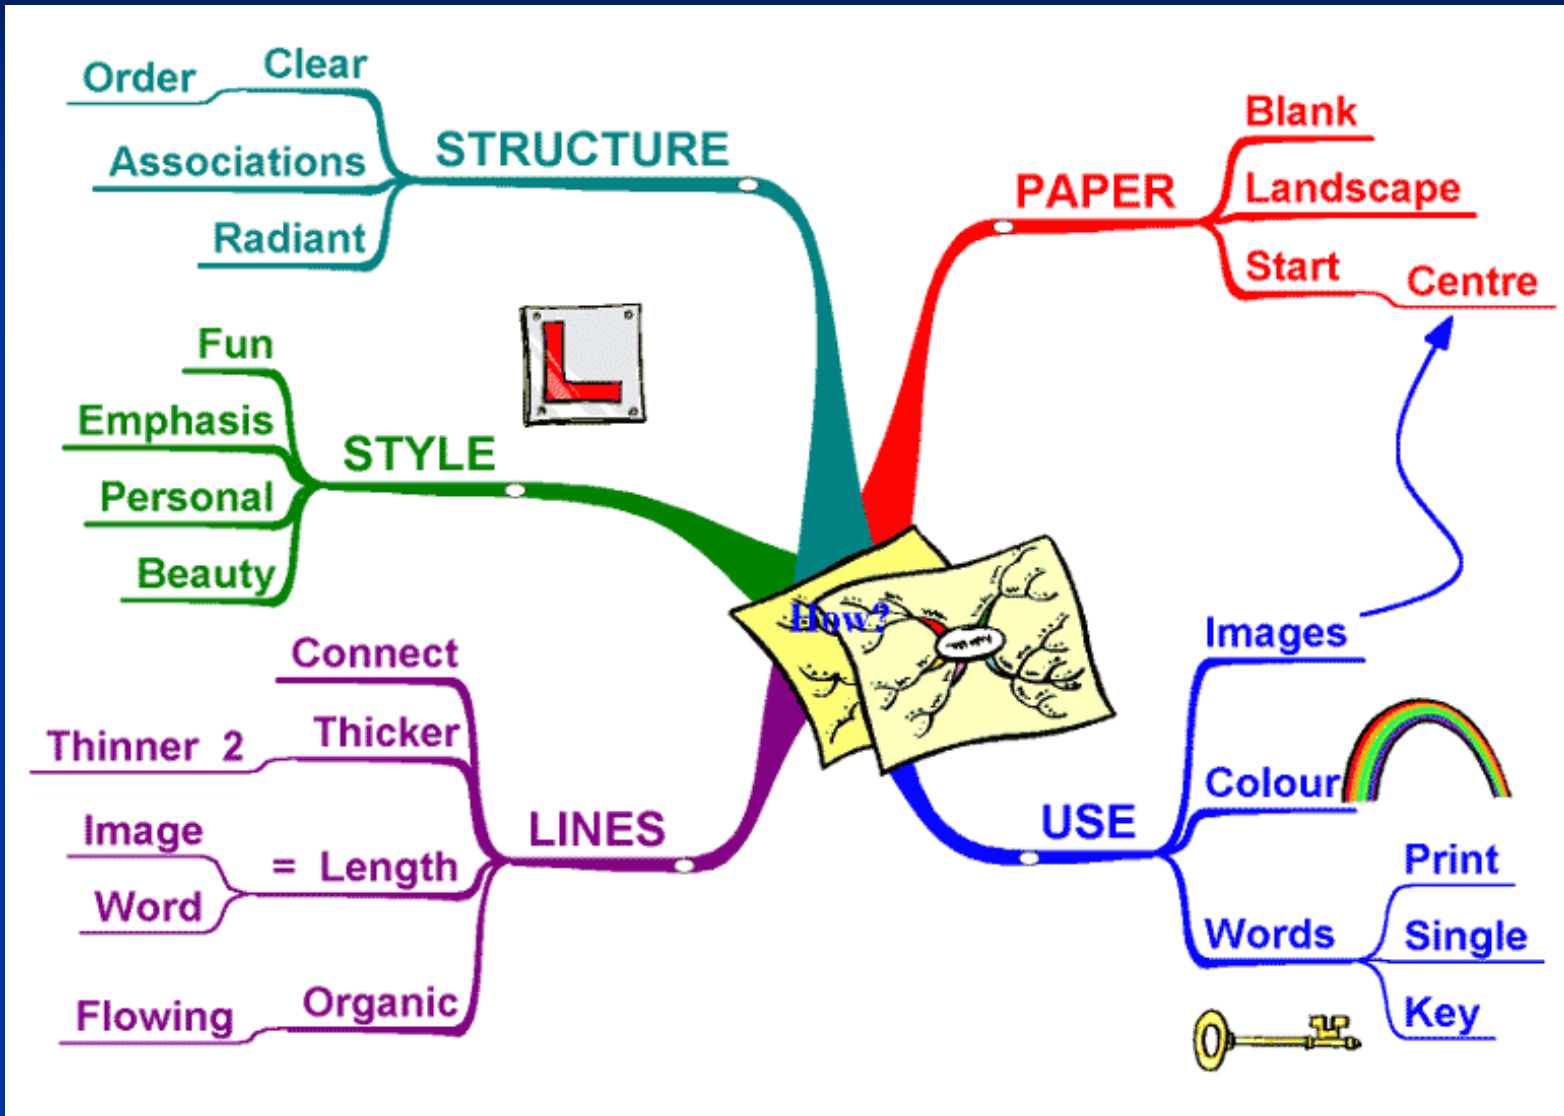 STRUCTURE
Clear
Order
Associations
Radiant
PAPER
Blank
Landscape
Start
Centre
L
STYLE
Fun
Emphasis
Personal
Beauty
How?
LINES
Connect
Thicker
Thinner 2
= Length
Image
Word
Organic
Flowing
USE
Images
Colour
Words
Print
Single
Key